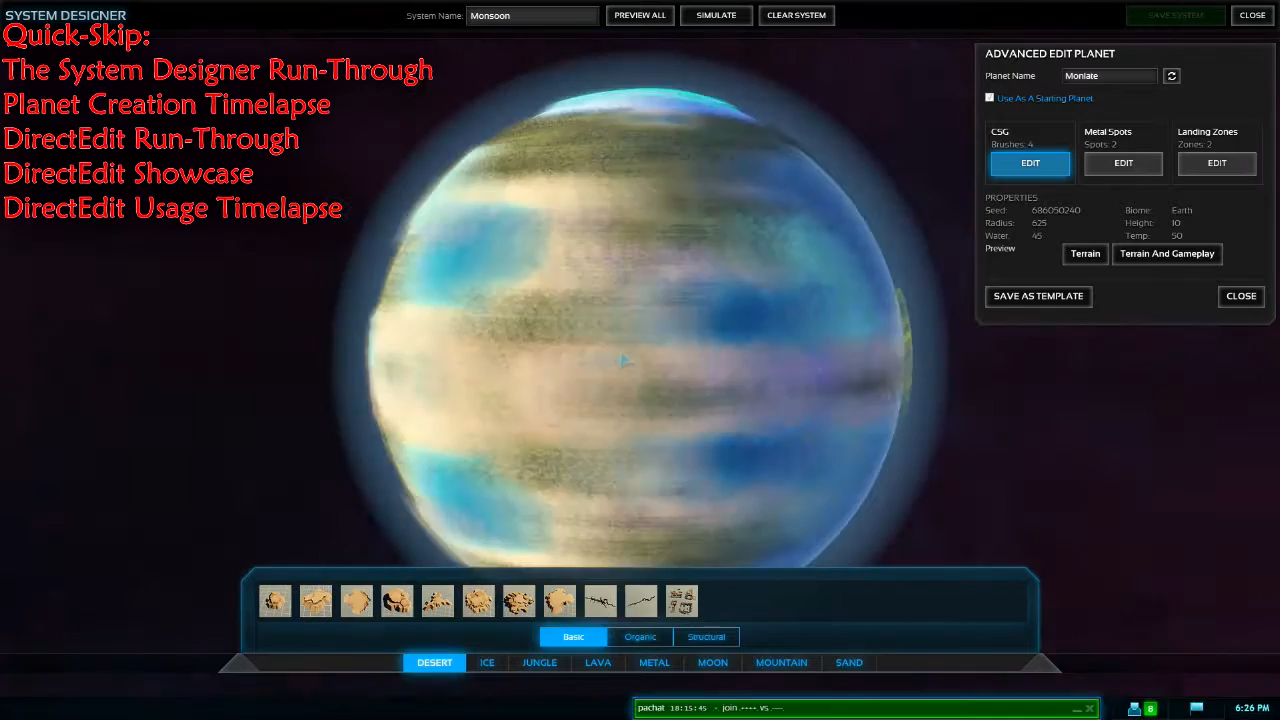 SYSTEM DESIGNER
System Name: Monsoon
PREVIEW ALL
SIMULATE
CLEAR SYSTEM
SAVE SYSTEM
CLOSE
Quick-Skip:
The System Designer Run-Through
Planet Creation Timelapse
DirectEdit Run-Through
DirectEdit Showcase
DirectEdit Usage Timelapse
ADVANCED EDIT PLANET
Planet Name Monlate
Use As A Starting Planet
CSG
Brushes: 4
EDIT
Metal Spots
Spots: 2
EDIT
Landing Zones
Zones: 2
EDIT
PROPERTIES
Seed: 686050240 Biome: Earth
Radius: 625 Height: 10
Water: 45 Temp: 50
Preview
Terrain
Terrain And Gameplay
SAVE AS TEMPLATE
CLOSE
Basic Organic Structural
DESERT ICE JUNGLE LAVA METAL MOON MOUNTAIN SAND
pachat 18:15:45 - join
8
6:26 PM